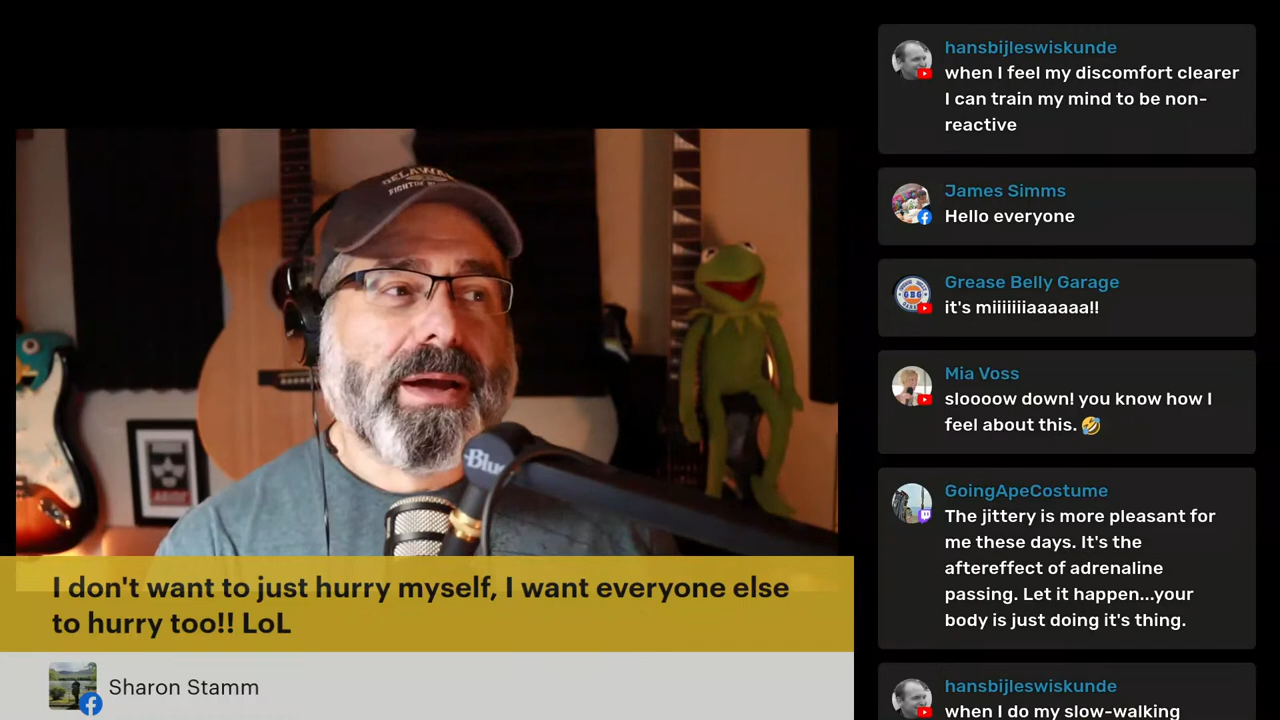 DELAWARE
FIGHTIN'
Blue
I don't want to just hurry myself, I want everyone else
to hurry too!! LoL
Sharon Stamm
hansbijleswiskunde
when I feel my discomfort clearer
I can train my mind to be non-
reactive
James Simms
Hello everyone
Grease Belly Garage
it's miiiiiiiaaaaaa!!
Mia Voss
sloooow down! you know how I
feel about this. 🤣
GoingApeCostume
The jittery is more pleasant for
me these days. It's the
aftereffect of adrenaline
passing. Let it happen...your
body is just doing it's thing.
hansbijleswiskunde
when I do my slow-walking